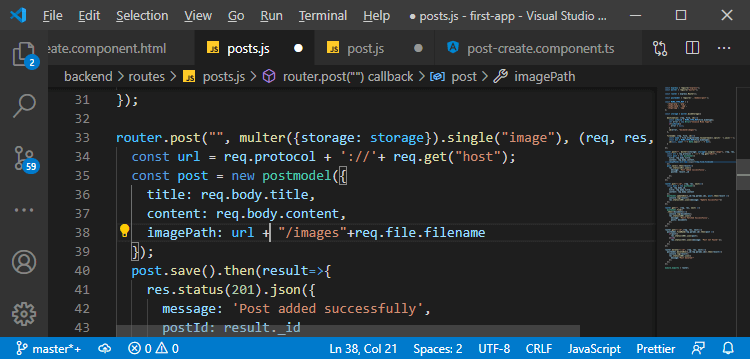 File Edit Selection View Go Run Terminal Help ● posts.js - first-app - Visual Studio ...
eate.component.html JS posts.js ● JS post.js ● post-create.component.ts
backend > routes > JS posts.js > router.post("") callback > post > imagePath
31 });
32
33 router.post("", multer({storage: storage}).single("image"), (req, res,
34 const url = req.protocol + '://'+ req.get("host");
35 const post = new postmodel({
36 title: req.body.title,
37 content: req.body.content,
38 imagePath: url + "/images"+req.file.filename
39 });
40 post.save().then(result=>{
41 res.status(201).json({
42 message: 'Post added successfully',
43 postId: result._id
2
59
master*+ 0 0 Ln 38, Col 21 Spaces: 2 UTF-8 CRLF JavaScript Prettier